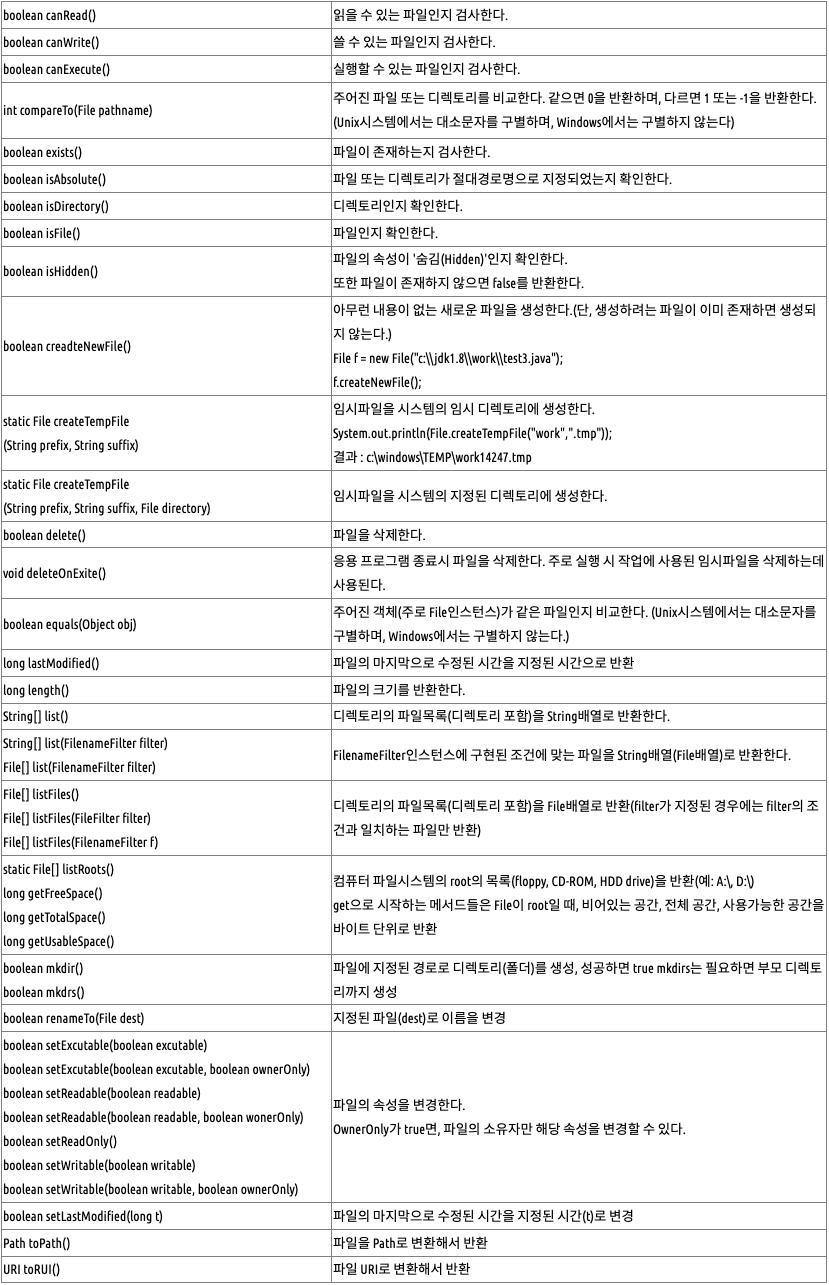 boolean canRead()
읽을 수 있는 파일인지 검사한다.
boolean canWrite()
쓸 수 있는 파일인지 검사한다.
boolean canExecute()
실행할 수 있는 파일인지 검사한다.
int compareTo(File pathname)
주어진 파일 또는 디렉토리를 비교한다. 같으면 0을 반환하며, 다르면 1 또는 -1을 반환한다.
(Unix시스템에서는 대소문자를 구별하며, Windows에서는 구별하지 않는다)
boolean exists()
파일이 존재하는지 검사한다.
boolean isAbsolute()
파일 또는 디렉토리가 절대경로명으로 지정되었는지 확인한다.
boolean isDirectory()
디렉토리인지 확인한다.
boolean isFile()
파일인지 확인한다.
boolean isHidden()
파일의 속성이 '숨김(Hidden)'인지 확인한다.
또한 파일이 존재하지 않으면 false를 반환한다.
boolean creadteNewFile()
아무런 내용이 없는 새로운 파일을 생성한다.(단, 생성하려는 파일이 이미 존재하면 생성되
지 않는다.)
File f = new File("c:\\jdk1.8\\work\\test3.java");
f.createNewFile();
static File createTempFile
(String prefix, String suffix)
임시파일을 시스템의 임시 디렉토리에 생성한다.
System.out.println(File.createTempFile("work",".tmp"));
결과 : c:\windows\TEMP\work14247.tmp
static File createTempFile
(String prefix, String suffix, File directory)
임시파일을 시스템의 지정된 디렉토리에 생성한다.
boolean delete()
파일을 삭제한다.
void deleteOnExite()
응용 프로그램 종료시 파일을 삭제한다. 주로 실행 시 작업에 사용된 임시파일을 삭제하는데
사용된다.
boolean equals(Object obj)
주어진 객체(주로 File인스턴스)가 같은 파일인지 비교한다. (Unix시스템에서는 대소문자를
구별하며, Windows에서는 구별하지 않는다.)
long lastModified()
파일의 마지막으로 수정된 시간을 지정된 시간으로 반환
long length()
파일의 크기를 반환한다.
String[] list()
디렉토리의 파일목록(디렉토리 포함)을 String배열로 반환한다.
String[] list(FilenameFilter filter)
File[] list(FilenameFilter filter)
FilenameFilter인스턴스에 구현된 조건에 맞는 파일을 String배열(File배열)로 반환한다.
File[] listFiles()
File[] listFiles(FileFilter filter)
File[] listFiles(FilenameFilter f)
디렉토리의 파일목록(디렉토리 포함)을 File배열로 반환(filter가 지정된 경우에는 filter의 조
건과 일치하는 파일만 반환)
static File[] listRoots()
long getFreeSpace()
long getTotalSpace()
long getUsableSpace()
컴퓨터 파일시스템의 root의 목록(floppy, CD-ROM, HDD drive)을 반환(예: A:\, D:\)
get으로 시작하는 메서드들은 File이 root일 때, 비어있는 공간, 전체 공간, 사용가능한 공간을
바이트 단위로 반환
boolean mkdir()
boolean mkdrs()
파일에 지정된 경로로 디렉토리(폴더)를 생성, 성공하면 true mkdirs는 필요하면 부모 디렉토
리까지 생성
boolean renameTo(File dest)
지정된 파일(dest)로 이름을 변경
boolean setExcutable(boolean excutable)
boolean setExcutable(boolean excutable, boolean ownerOnly)
boolean setReadable(boolean readable)
boolean setReadable(boolean readable, boolean wonerOnly)
boolean setReadOnly()
boolean setWritable(boolean writable)
boolean setWritable(boolean writable, boolean ownerOnly)
파일의 속성을 변경한다.
OwnerOnly가 true면, 파일의 소유자만 해당 속성을 변경할 수 있다.
boolean setLastModified(long t)
파일의 마지막으로 수정된 시간을 지정된 시간(t)로 변경
Path toPath()
파일을 Path로 변환해서 반환
URI toRUI()
파일 URI로 변환해서 반환